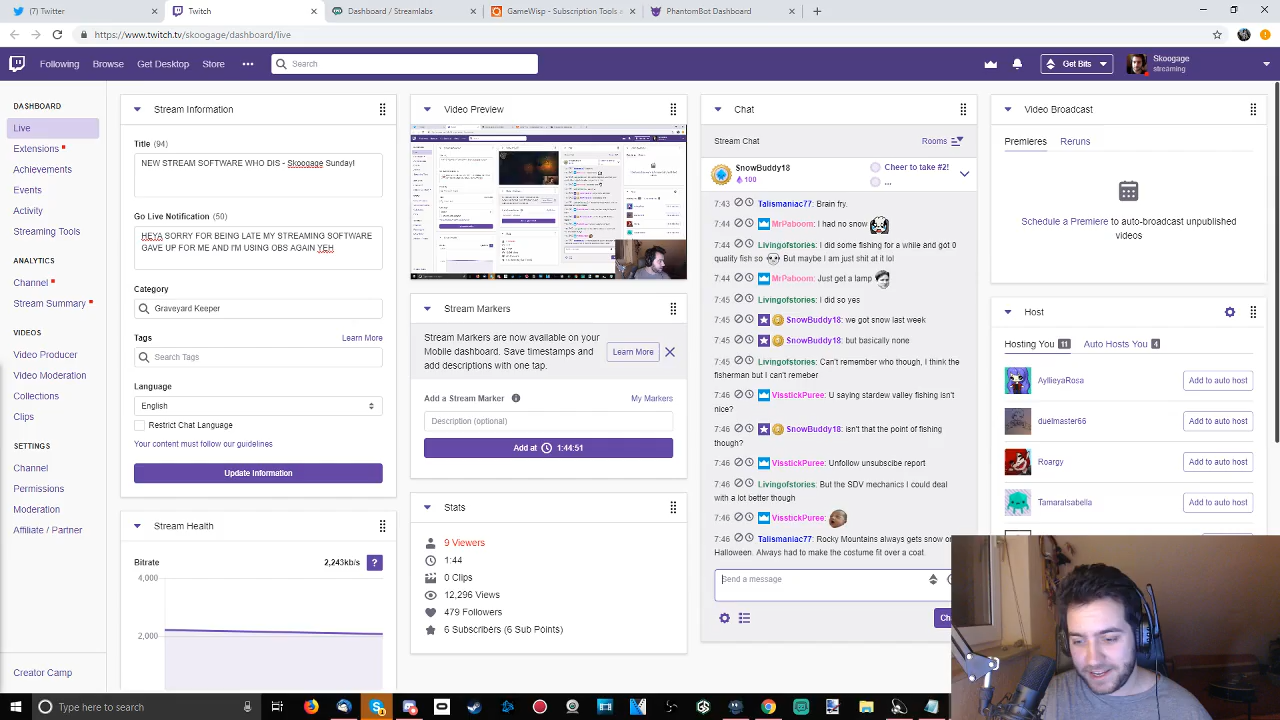 Twitter
Twitch
Dashboard / Streamlabs
GameWisp - Subscription Tools
PhantomBot Dashboard
https://www.twitch.tv/skoogage/dashboard/live
Following
Browse
Get Desktop
Store
Search
Get Bits
Skoogage
streaming
DASHBOARD
Live
Extensions
Achievements
Events
Activity
Streaming Tools
ANALYTICS
Channel
Stream Summary
VIDEOS
Video Producer
Video Moderation
Collections
Clips
SETTINGS
Channel
Permissions
Moderation
Affiliate / Partner
Creator Camp
Stream Information
Title (94)
NEW STREAM SOFTWARE WHO DIS - Skoogage Sunday!
Go Live Notification (50)
HEYA SORRY FOR BEING LATE MY STREAMING SOFTWARE
GAVE UP FOR ME AND I'M USING OBS AGAIN YEH
Category
Graveyard Keeper
Tags
Learn More
Search Tags
Language
English
Restrict Chat Language
Your content must follow our guidelines
Update Information
Stream Health
Bitrate
2,243kb/s
?
4,000
2,000
Video Preview
Stream Markers
Stream Markers are now available on your
Mobile dashboard. Save timestamps and
add descriptions with one tap.
Learn More
Add a Stream Marker
My Markers
Description (optional)
Add at 1:44:51
Stats
9 Viewers
1:44
0 Clips
12,296 Views
479 Followers
6 Subscribers (6 Sub Points)
Chat
Stream Chat
Rooms
SnowBuddy18
100
Cheer to take #2!
...
7:43 Talismaniac77: Brain fry
7:44 MrPaboom: I had no snow
7:44 Livingofstories: I did some fishing for a while and got 0
quality fish so But maybe I am just shit at it lol
7:44 MrPaboom: Just get a lamp
7:45 Livingofstories: I did so yes
7:45 SnowBuddy18: we got snow last week
7:45 SnowBuddy18: but basically none
7:45 Livingofstories: Can't remember who though, I think the
fisherman but I can't remeber
7:46 VisstickPuree: U saying stardew valley fishing isn't
nice?
7:46 SnowBuddy18: isn't that the point of fishing
though?
7:46 VisstickPuree: Unfollow unsubscibe report
7:46 Livingofstories: But the SDV mechanics I could deal
with a lot better though
7:46 VisstickPuree:
7:46 Talismaniac77: Rocky Mountains always gets snow on
Halloween. Always had to make the costume fit over a coat.
Send a message
Video Broadcast
Premieres
Reruns
Schedule a Premiere to auto-broadcast unpublished
videos
Host
Hosting You 11
Auto Hosts You 4
AyllieyaRosa
Add to auto host
duelmaster66
Add to auto host
Roargy
Add to auto host
TamaraIsabella
Add to auto host
Type here to search